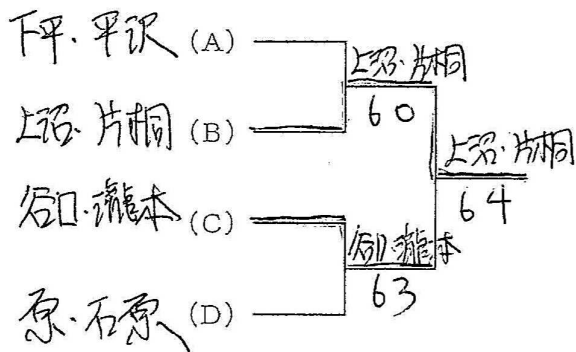 下平・平沢 (A)
上沼・片桐
60
上沼・片桐 (B)
上沼・片桐
64
谷口・瀧本 (C)
谷口・瀧本
63
原・石原 (D)